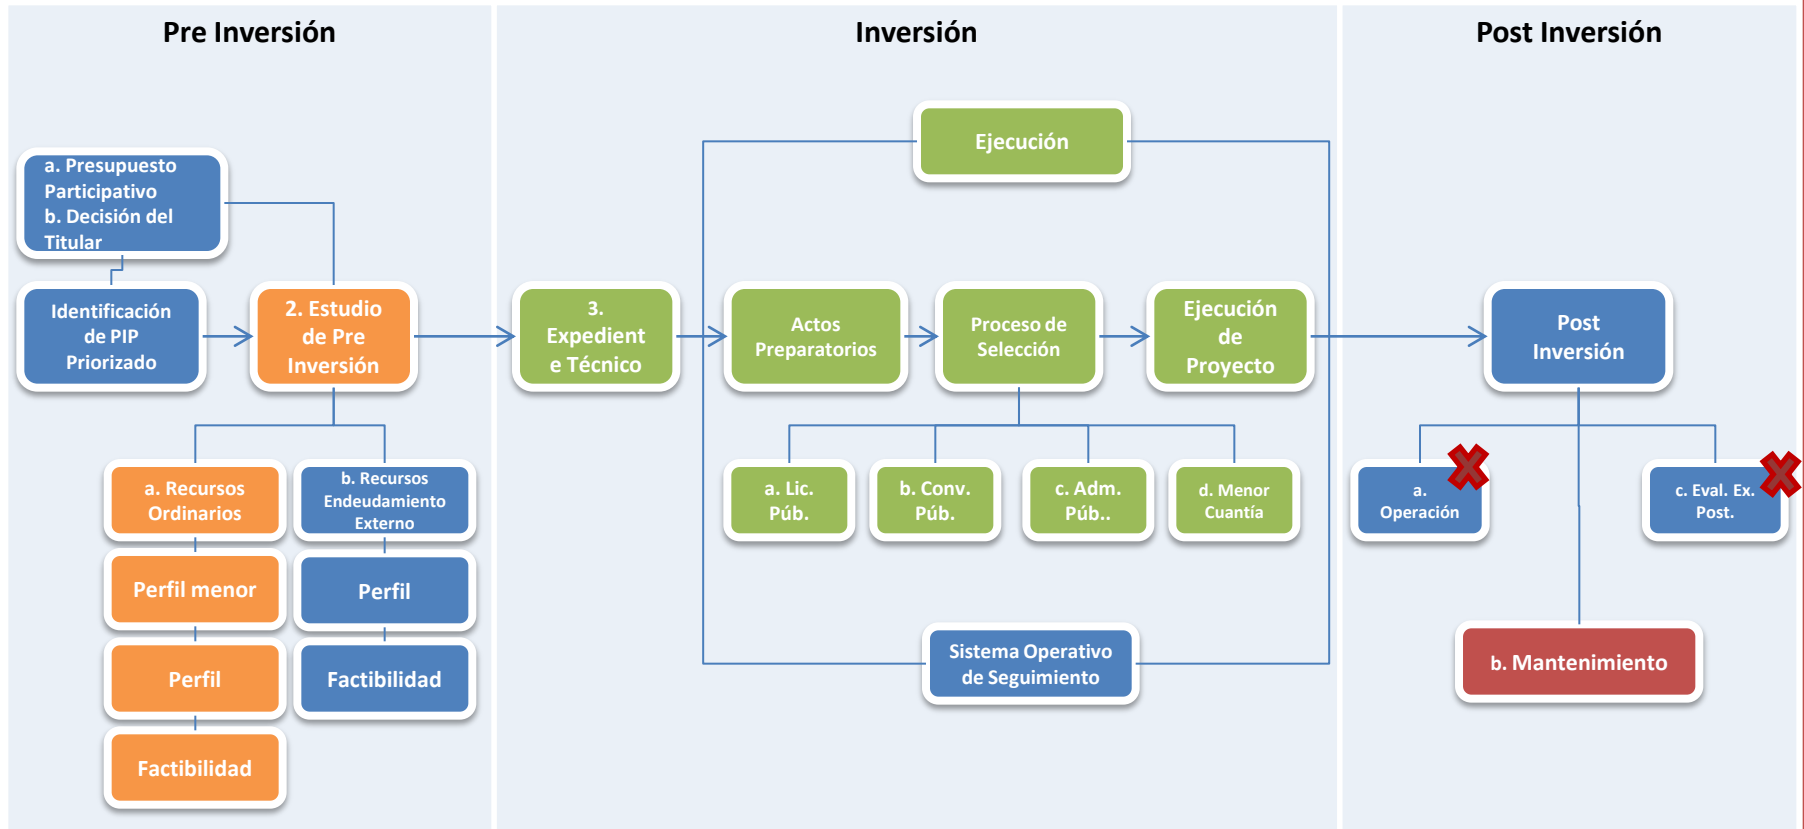 Pre Inversión
Inversión
Post Inversión
a. Presupuesto
Participativo
b. Decisión del
Titular
Identificación
de PIP
Priorizado
2. Estudio
de Pre
Inversión
a. Recursos
Ordinarios
Perfil menor
Perfil
Factibilidad
b. Recursos
Endeudamiento
Externo
Perfil
Factibilidad
Ejecución
3.
Expedient
e Técnico
Actos
Preparatorios
Proceso de
Selección
Ejecución
de
Proyecto
a. Lic.
Púb.
b. Conv.
Púb.
c. Adm.
Púb..
d. Menor
Cuantía
Sistema Operativo
de Seguimiento
Post
Inversión
a.
Operación
c. Eval. Ex.
Post.
b. Mantenimiento